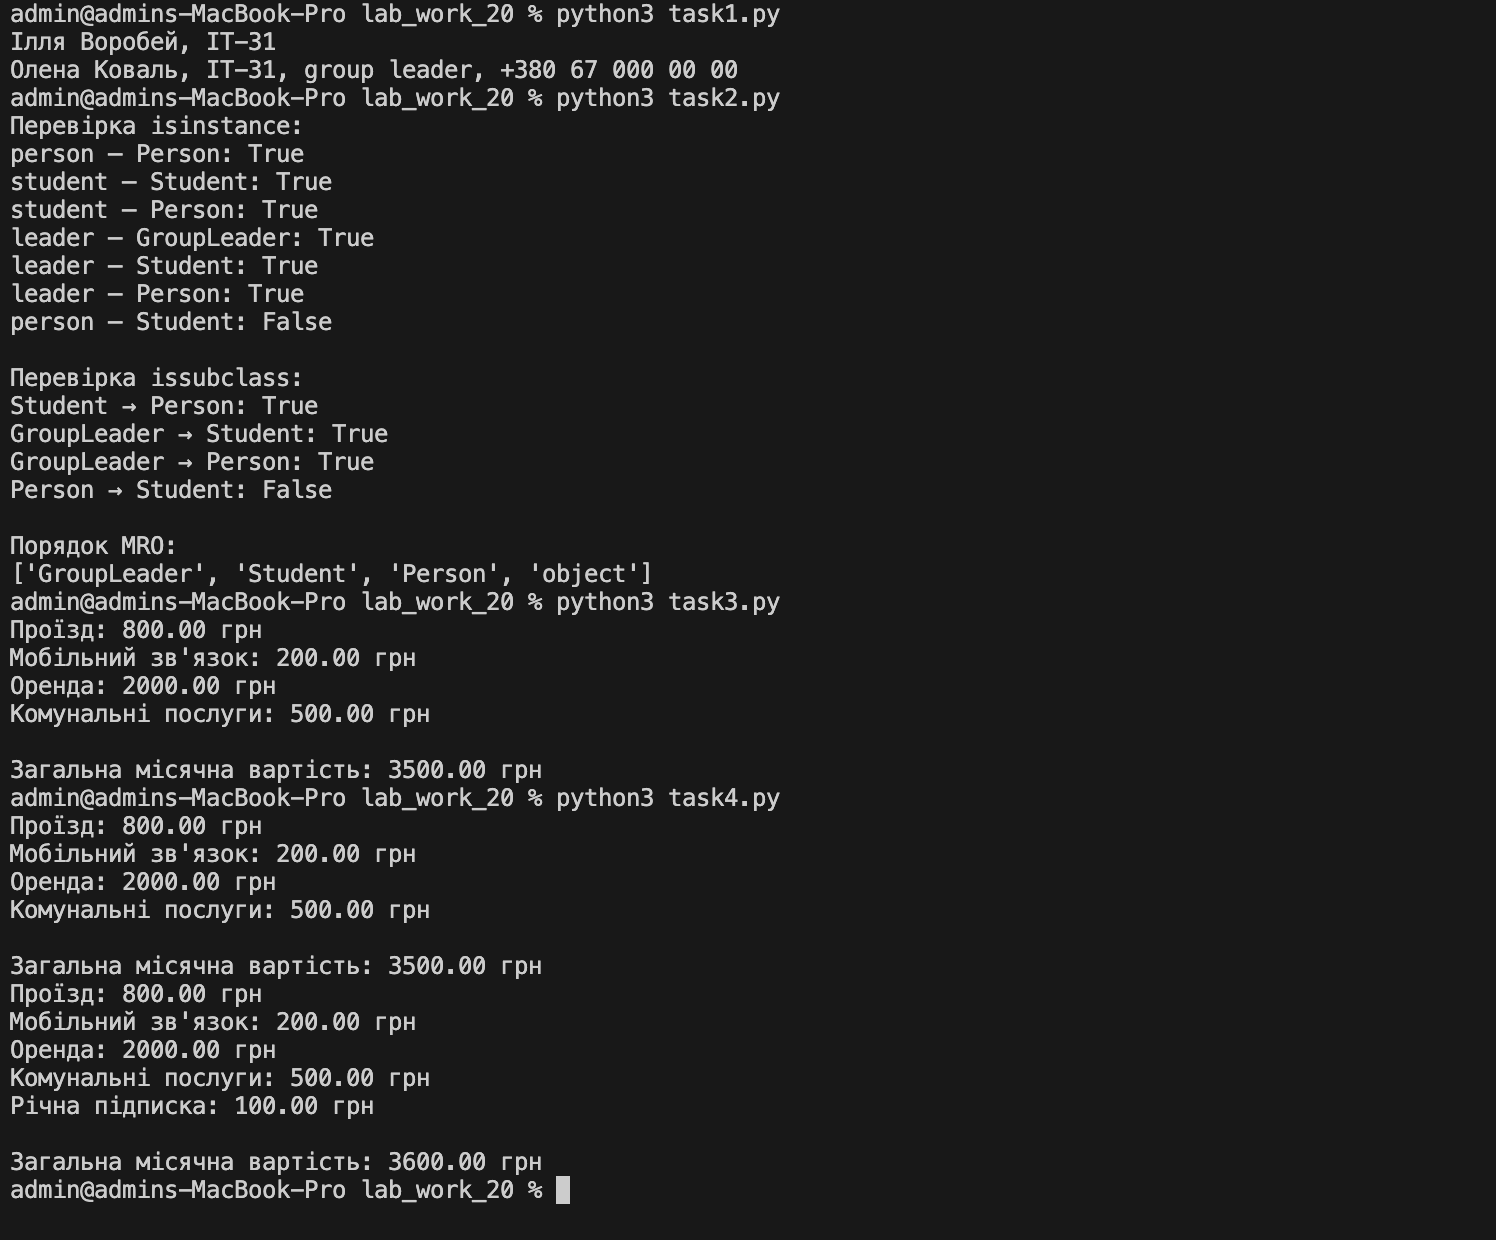 admin@admins-MacBook-Pro lab_work_20 % python3 task1.py
Ілля Воробей, ІТ-31
Олена Коваль, ІТ-31, group leader, +380 67 000 00 00
admin@admins-MacBook-Pro lab_work_20 % python3 task2.py
Перевірка isinstance:
person — Person: True
student — Student: True
student — Person: True
leader — GroupLeader: True
leader — Student: True
leader — Person: True
person — Student: False

Перевірка issubclass:
Student → Person: True
GroupLeader → Student: True
GroupLeader → Person: True
Person → Student: False

Порядок MRO:
['GroupLeader', 'Student', 'Person', 'object']
admin@admins-MacBook-Pro lab_work_20 % python3 task3.py
Проїзд: 800.00 грн
Мобільний зв'язок: 200.00 грн
Оренда: 2000.00 грн
Комунальні послуги: 500.00 грн

Загальна місячна вартість: 3500.00 грн
admin@admins-MacBook-Pro lab_work_20 % python3 task4.py
Проїзд: 800.00 грн
Мобільний зв'язок: 200.00 грн
Оренда: 2000.00 грн
Комунальні послуги: 500.00 грн

Загальна місячна вартість: 3500.00 грн
Проїзд: 800.00 грн
Мобільний зв'язок: 200.00 грн
Оренда: 2000.00 грн
Комунальні послуги: 500.00 грн
Річна підписка: 100.00 грн

Загальна місячна вартість: 3600.00 грн
admin@admins-MacBook-Pro lab_work_20 %